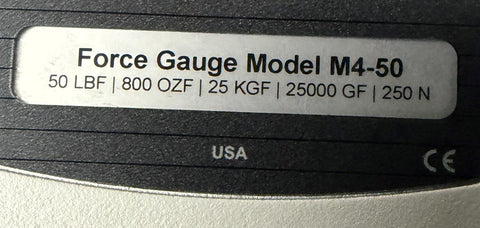 Force Gauge Model M4-50
50 LBF | 800 OZF | 25 KGF | 25000 GF | 250 N
USA
CE